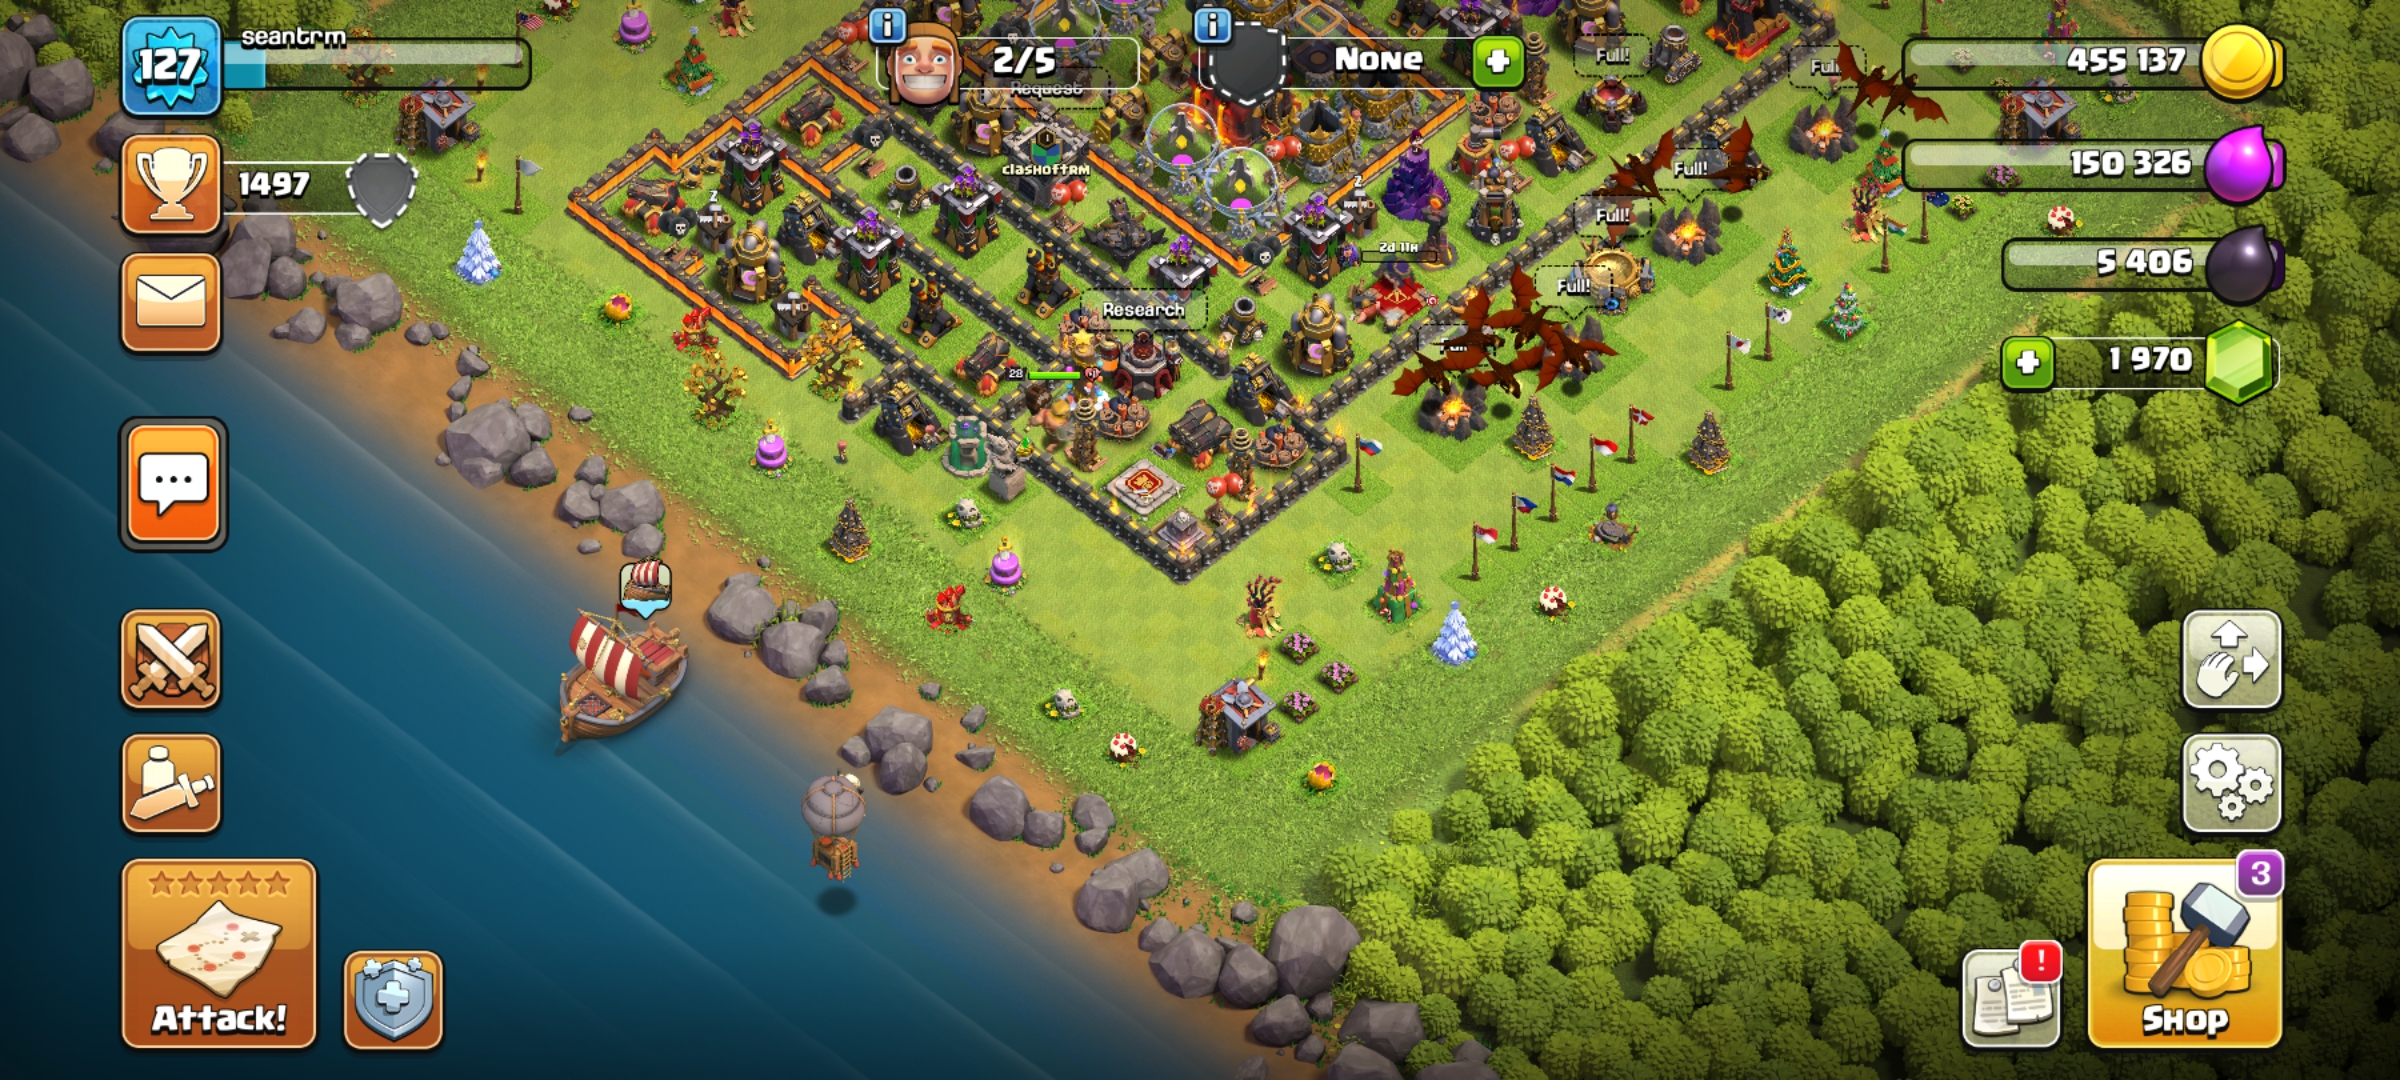 127
seantrm
i
2/5
i
None
455 137
Request
Full!
Full!
1497
clashoftrm
150 326
Full!
Z
Z
Full!
2d 11h
5 406
Full!
Research
1 970
28
Attack!
3
!
Shop